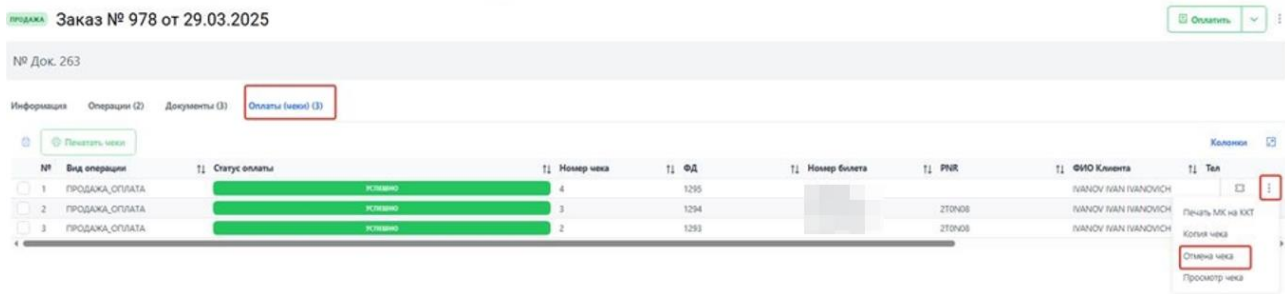 ПРОДАЖА Заказ № 978 от 29.03.2025 Оплатить
№ Док. 263
Информация Операции (2) Документы (3) Оплаты (чеки) (3)
Печатать чеки Колонки
№ Вид операции Статус оплаты Номер чека ФД Номер билета PNR ФИО Клиента Тел
1 ПРОДАЖА_ОПЛАТА УСПЕШНО 4 1295 IVANOV IVAN IVANOVICH
2 ПРОДАЖА_ОПЛАТА УСПЕШНО 3 1294 2T0N08 IVANOV IVAN IVANOVICH
3 ПРОДАЖА_ОПЛАТА УСПЕШНО 2 1293 2T0N08 IVANOV IVAN IVANOVICH
Печать МК на ККТ
Копия чека
Отмена чека
Просмотр чека